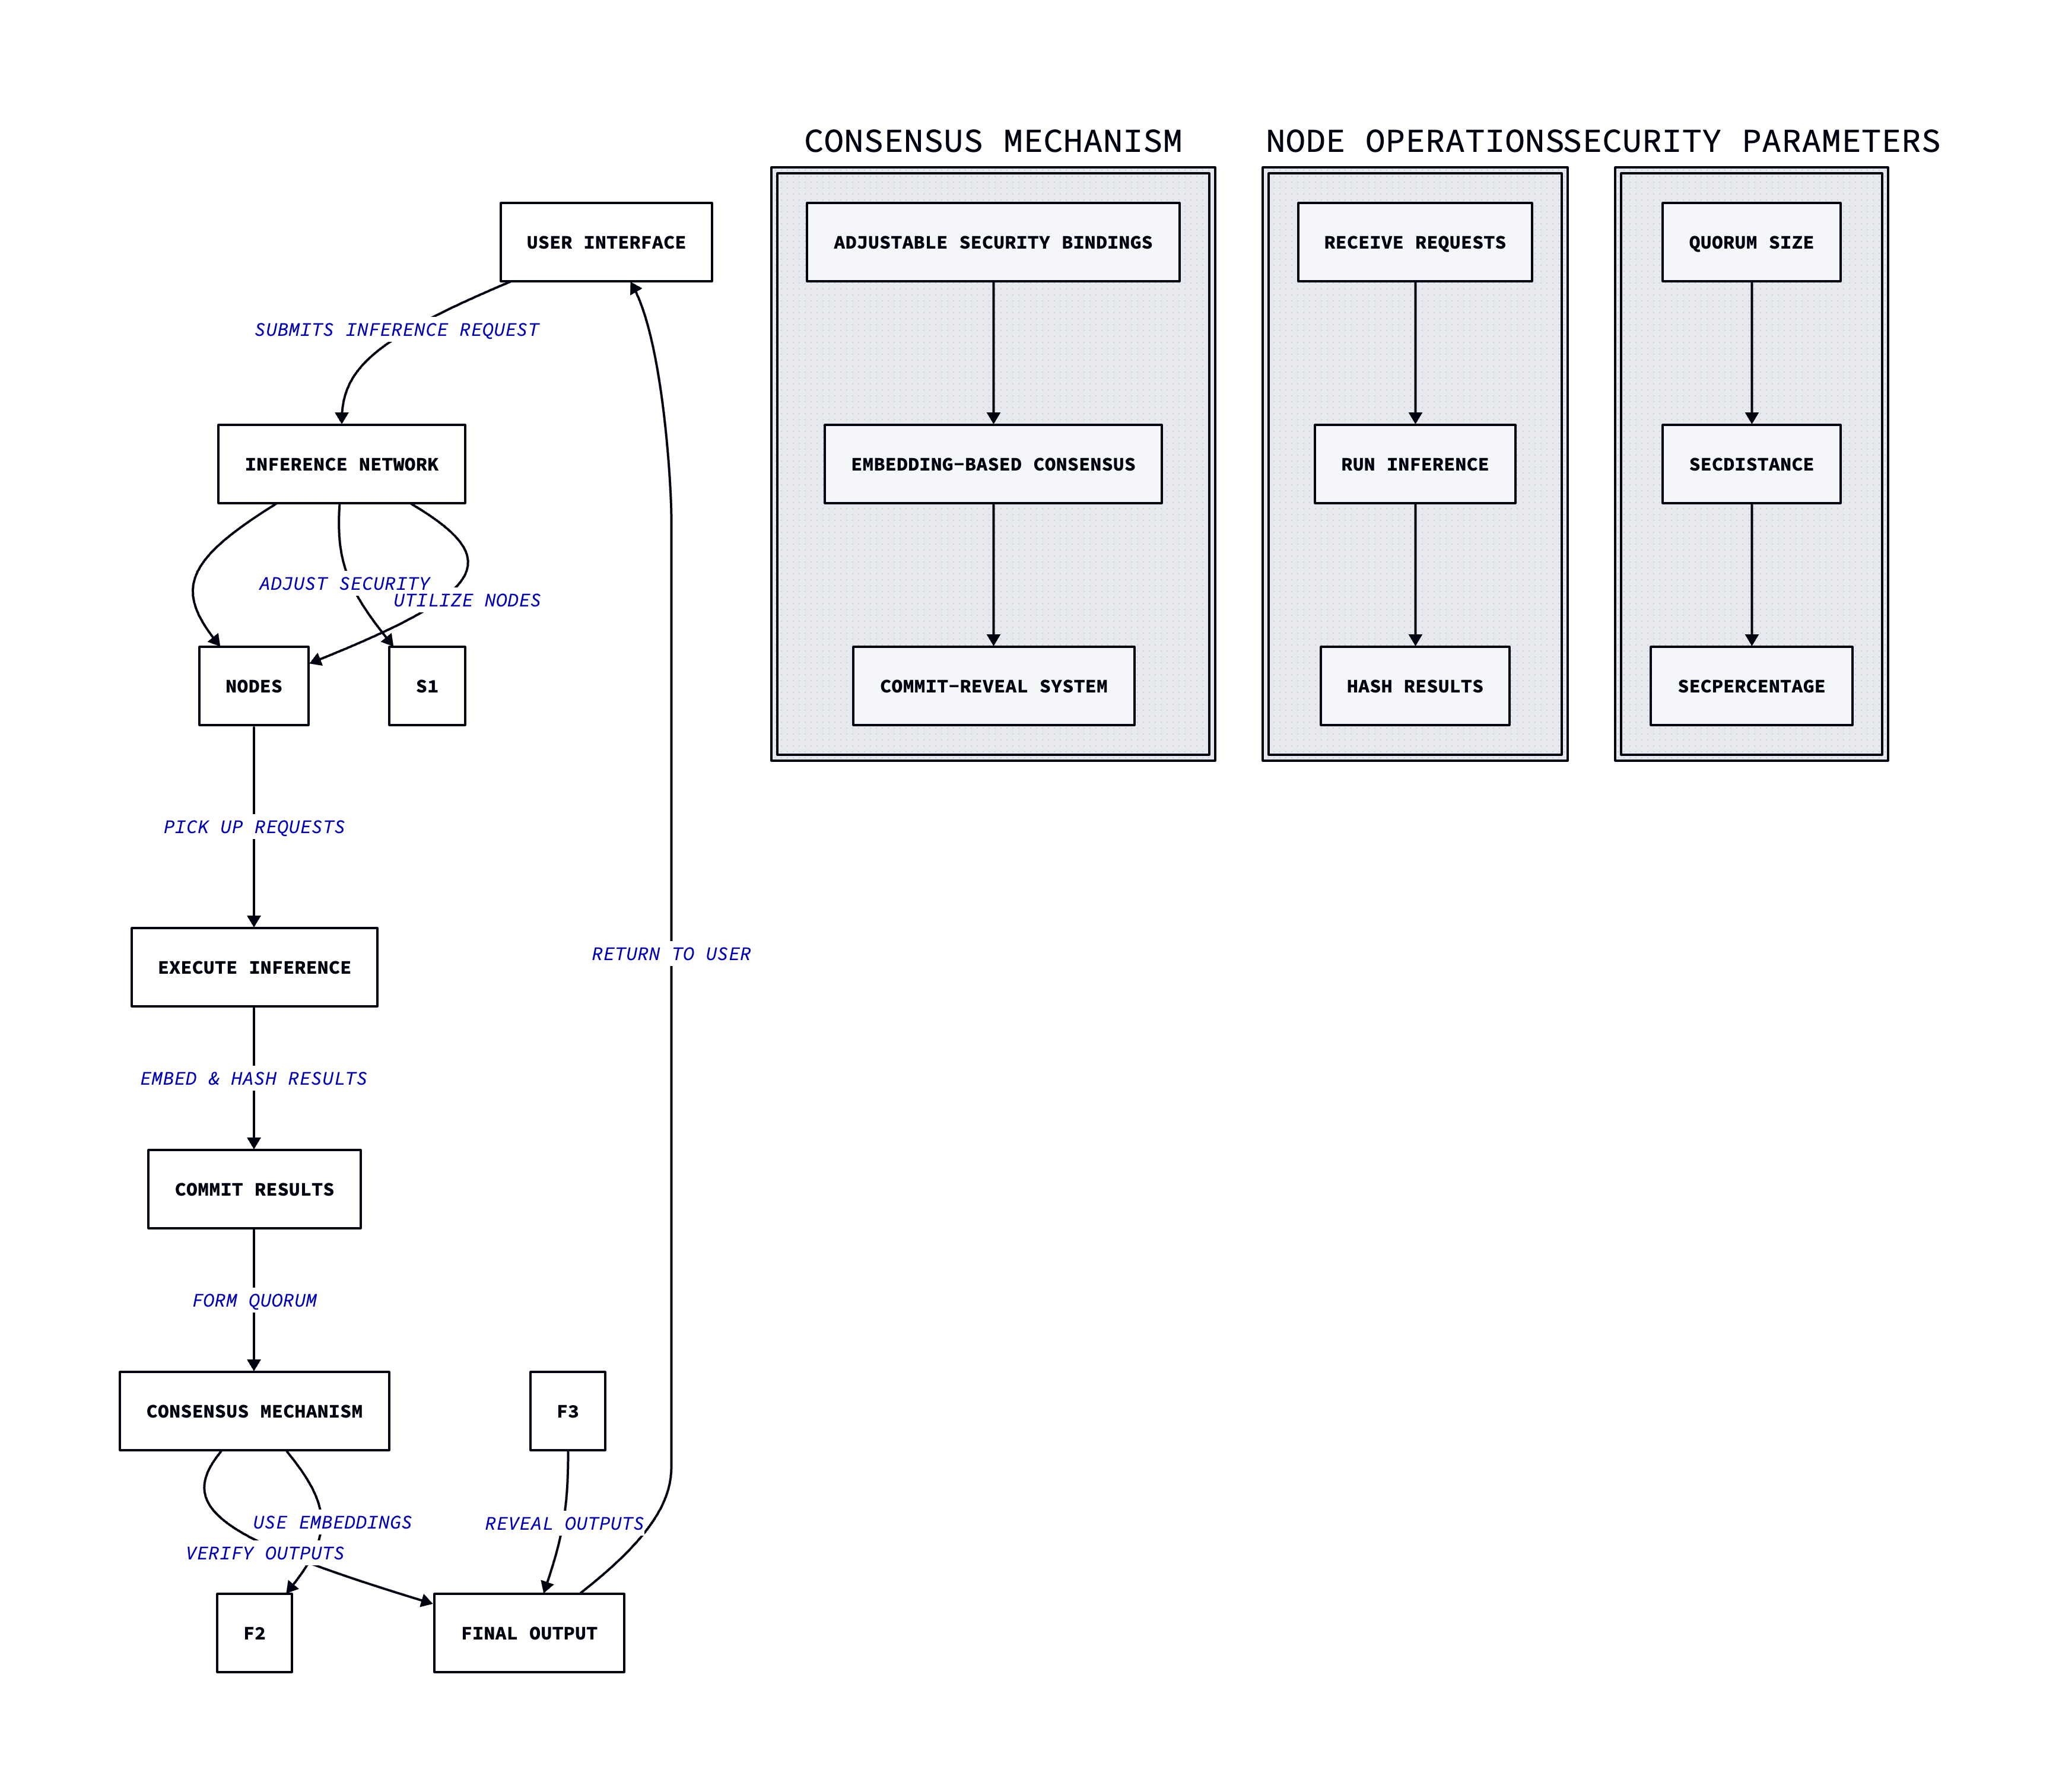 CONSENSUS MECHANISM
NODE OPERATIONS
SECURITY PARAMETERS
USER INTERFACE
ADJUSTABLE SECURITY BINDINGS
RECEIVE REQUESTS
QUORUM SIZE
SUBMITS INFERENCE REQUEST
INFERENCE NETWORK
EMBEDDING-BASED CONSENSUS
RUN INFERENCE
SECDISTANCE
ADJUST SECURITY
UTILIZE NODES
NODES
S1
COMMIT-REVEAL SYSTEM
HASH RESULTS
SECPERCENTAGE
PICK UP REQUESTS
RETURN TO USER
EXECUTE INFERENCE
EMBED & HASH RESULTS
COMMIT RESULTS
FORM QUORUM
CONSENSUS MECHANISM
F3
USE EMBEDDINGS
REVEAL OUTPUTS
VERIFY OUTPUTS
F2
FINAL OUTPUT